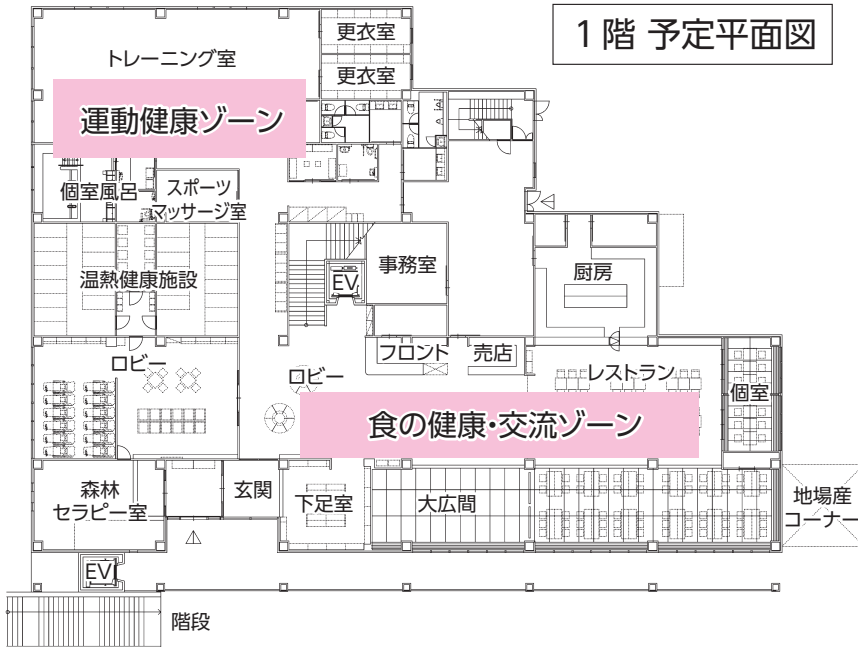 1階 予定平面図
更衣室
トレーニング室
更衣室
運動健康ゾーン
個室風呂
スポーツ
マッサージ室
温熱健康施設
EV
事務室
厨房
ロビー
ロビー
フロント
売店
レストラン
個室
食の健康・交流ゾーン
森林
セラピー室
玄関
下足室
大広間
地場産
コーナー
EV
階段